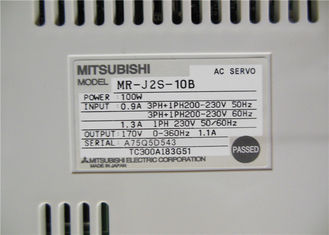 MITSUBISHI AC SERVO
MODEL MR-J2S-10B
POWER : 100W
INPUT : 0.9A 3PH+1PH200-230V 50Hz
3PH+1PH200-230V 60Hz
1.3A 1PH 230V 50/60Hz
OUTPUT: 170V 0-360Hz 1.1A
SERIAL: A75Q5D543
TC300A183G51
MITSUBISHI ELECTRIC CORPORATION
MADE IN JAPAN
PASSED